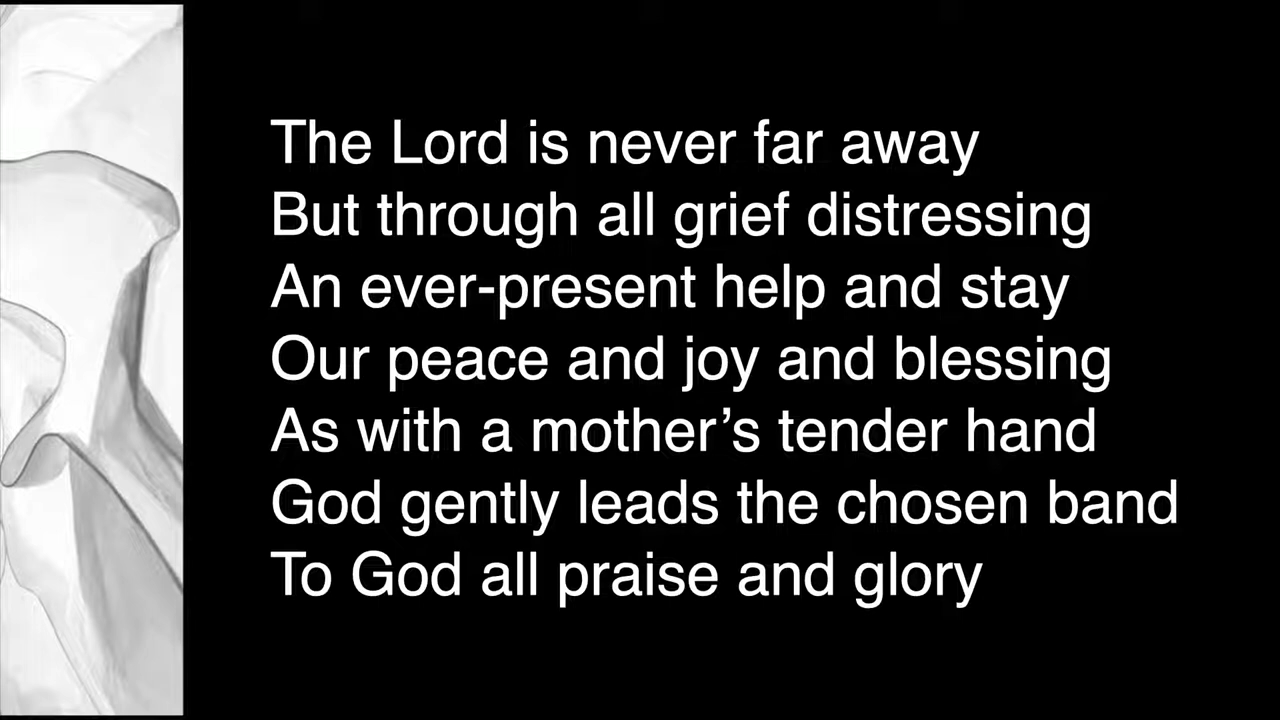 The Lord is never far away
But through all grief distressing
An ever-present help and stay
Our peace and joy and blessing
As with a mother’s tender hand
God gently leads the chosen band
To God all praise and glory